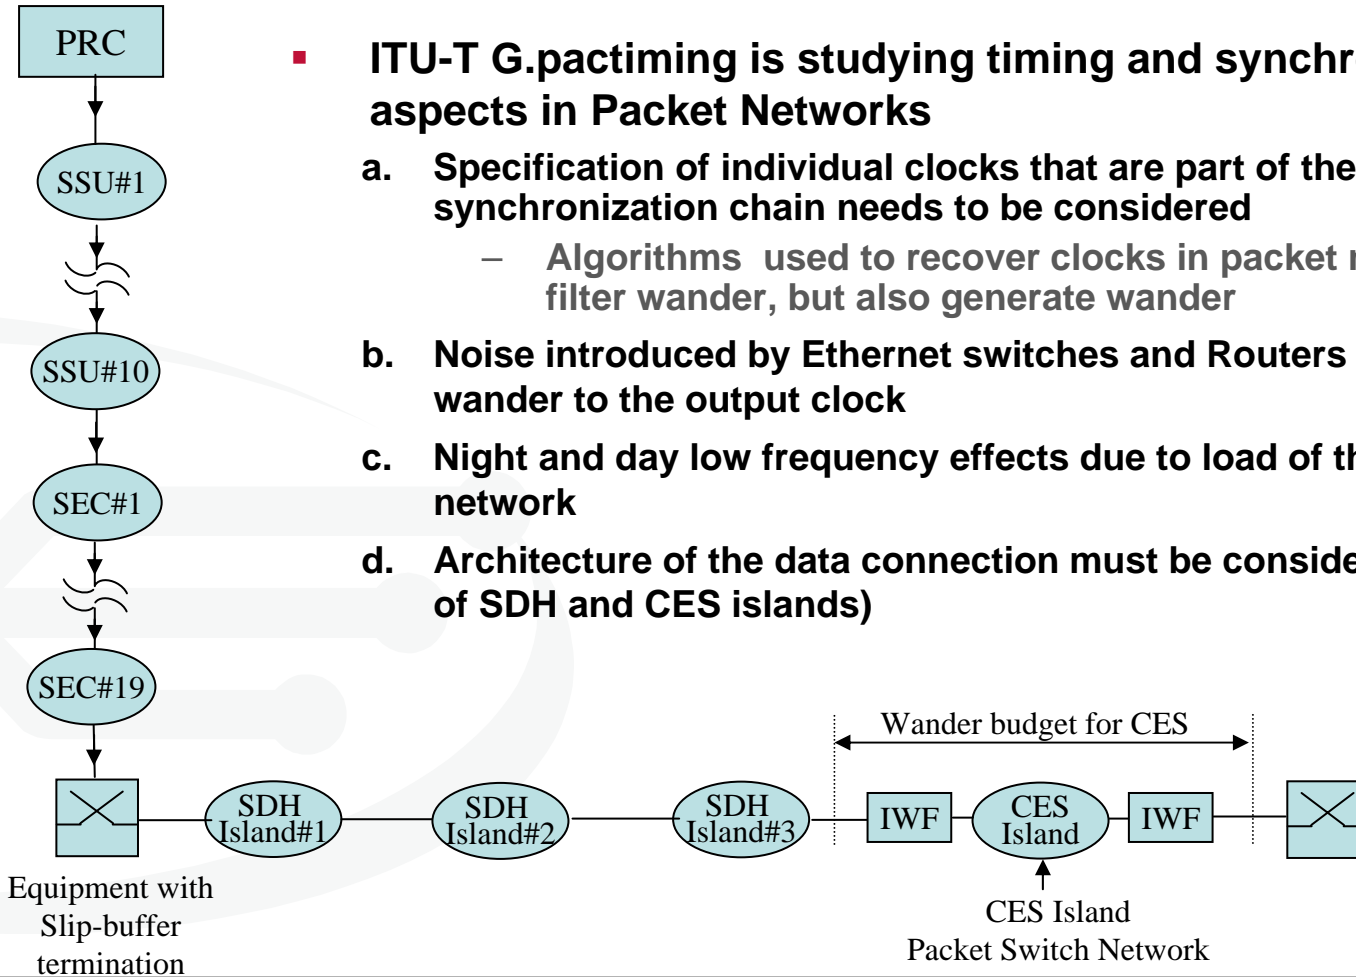 PRC
SSU#1
SSU#10
SEC#1
SEC#19
ITU-T G.pactiming is studying timing and
aspects in Packet Networks
a. Specification of individual clocks that are part of the
synchronization chain needs to be considered
– Algorithms used to recover clocks in packet
filter wander, but also generate wander
b. Noise introduced by Ethernet switches and Routers
wander to the output clock
c. Night and day low frequency effects due to load of
network
d. Architecture of the data connection must be
of SDH and CES islands)
Wander budget for CES
SDH
Island#1
SDH
Island#2
SDH
Island#3
IWF
CES
Island
IWF
Equipment with
Slip-buffer
termination
CES Island
Packet Switch Network